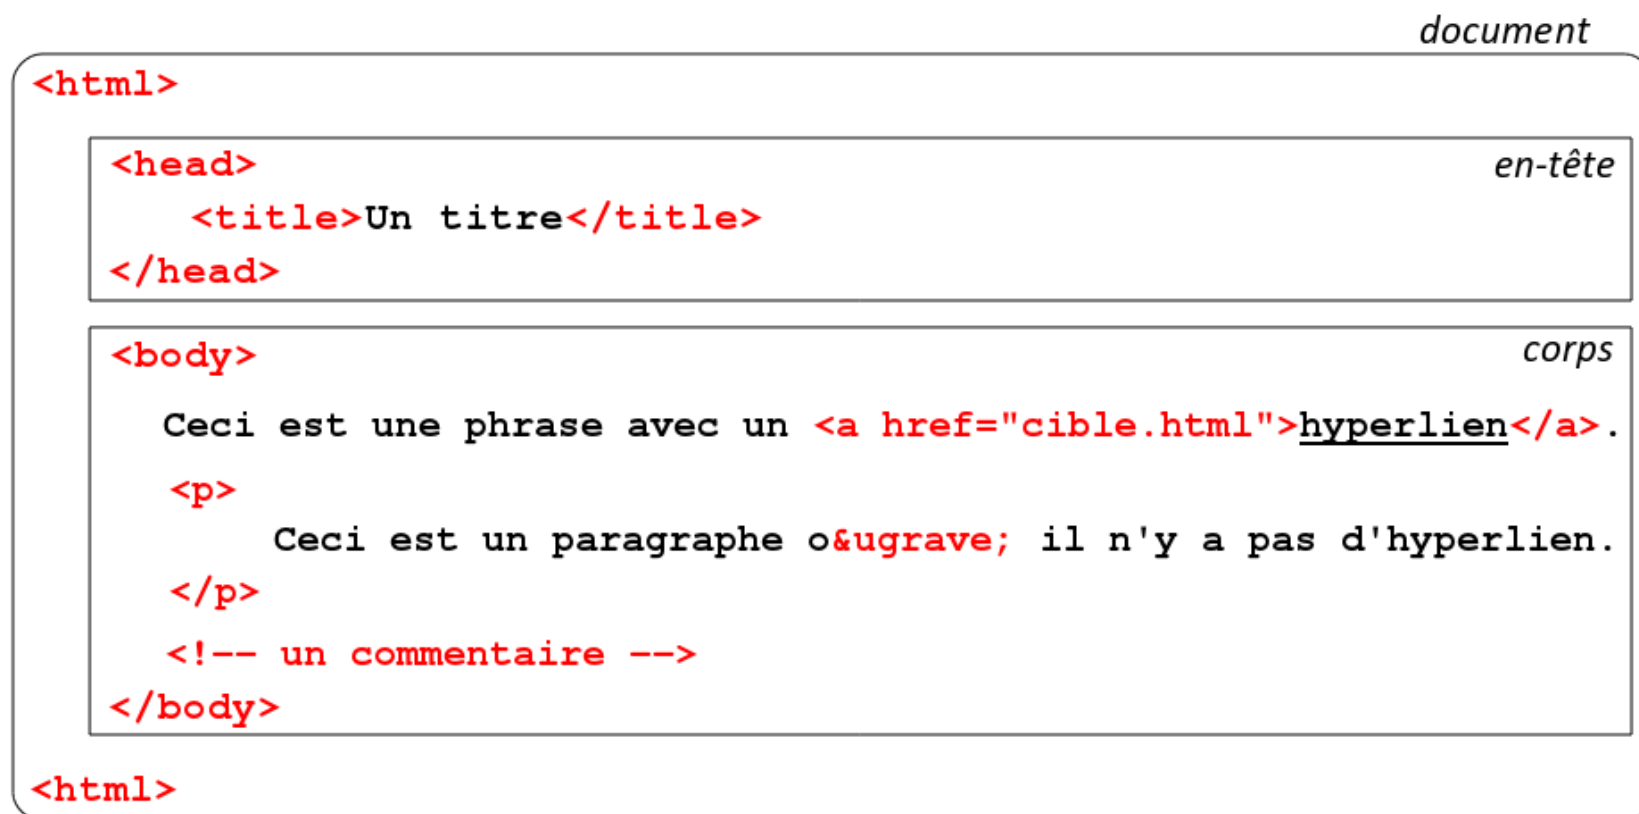 document
<html>
<head> en-tête
<title>Un titre</title>
</head>
<body> corps
Ceci est une phrase avec un <a href="cible.html">hyperlien</a>.
<p>
Ceci est un paragraphe o&ugrave; il n'y a pas d'hyperlien.
</p>
<!-- un commentaire -->
</body>
<html>